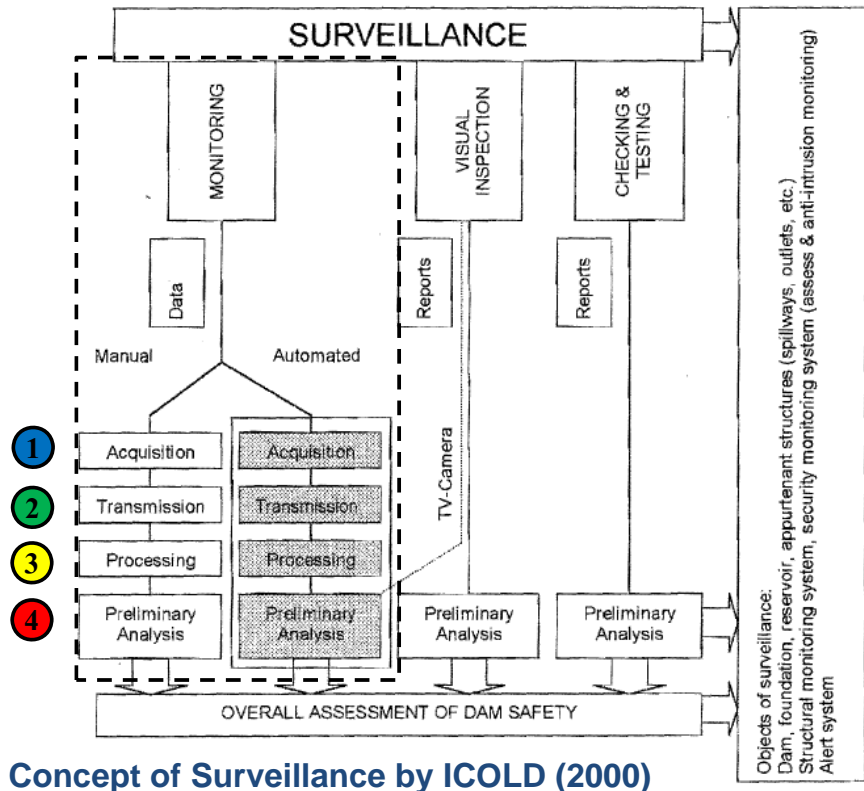 SURVEILLANCE
MONITORING
VISUAL
INSPECTION
CHECKING &
TESTING
Data
Reports
Reports
Manual
Automated
TV-Camera
1
Acquisition
Acquisition
2
Transmission
Transmission
3
Processing
Processing
4
Preliminary
Analysis
Preliminary
Analysis
Preliminary
Analysis
Preliminary
Analysis
OVERALL ASSESSMENT OF DAM SAFETY
Objects of surveillance:
Dam, foundation, reservoir, appurtenant structures (spillways, outlets, etc.)
Structural monitoring system, security monitoring system (assess & anti-intrusion monitoring)
Alert system
Concept of Surveillance by ICOLD (2000)